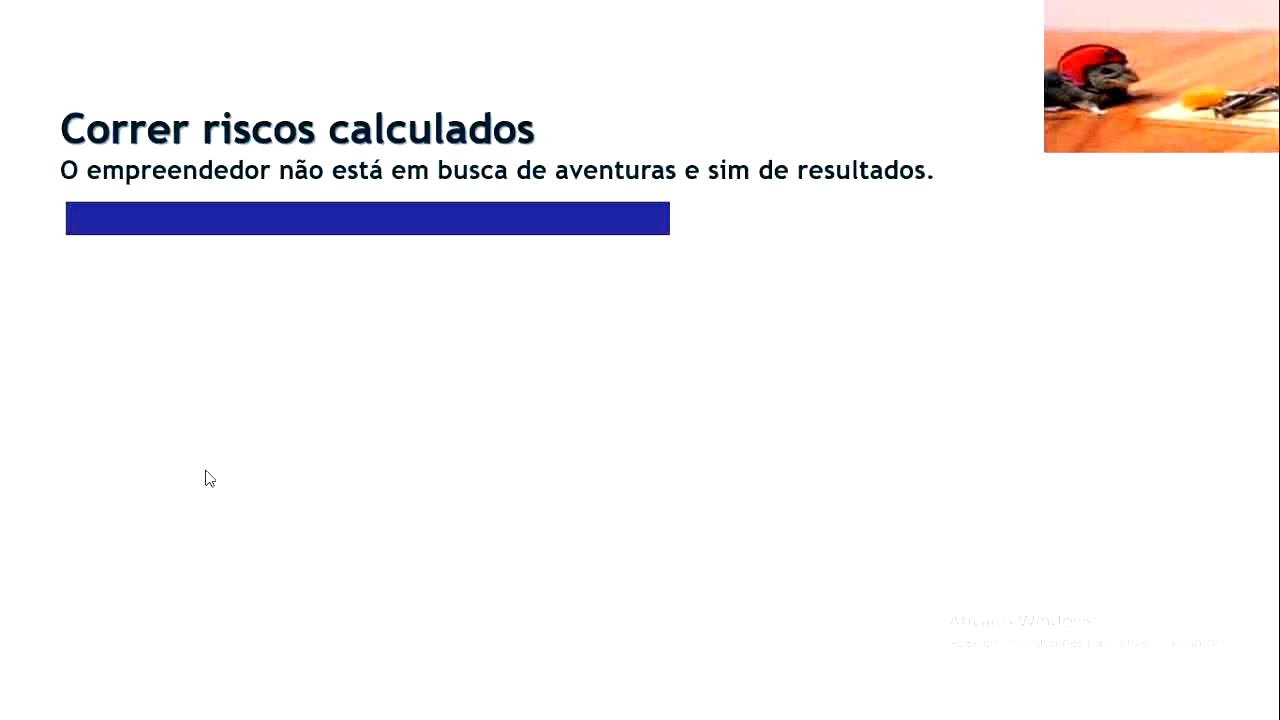 Correr riscos calculados
O empreendedor não está em busca de aventuras e sim de resultados.